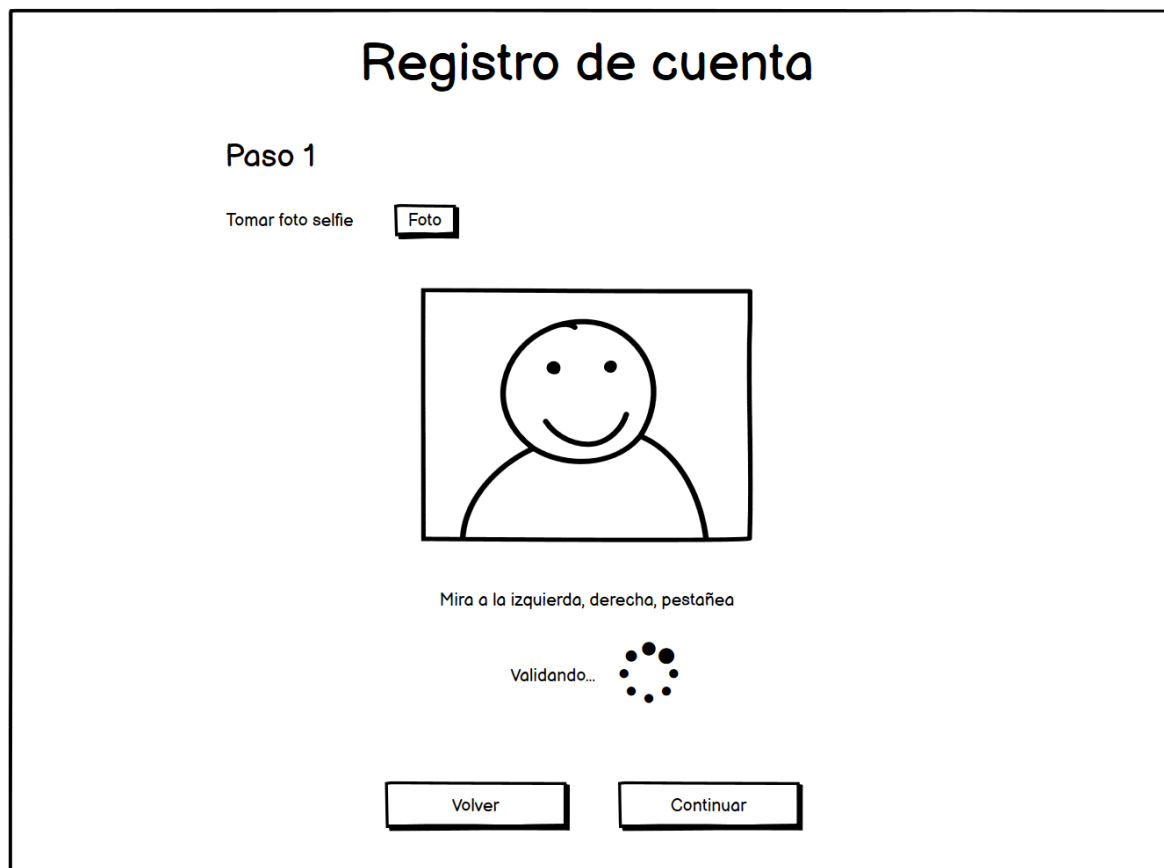 Registro de cuenta
Paso 1
Tomar foto selfie Foto
Mira a la izquierda, derecha, pestañea
Validando...
Volver Continuar